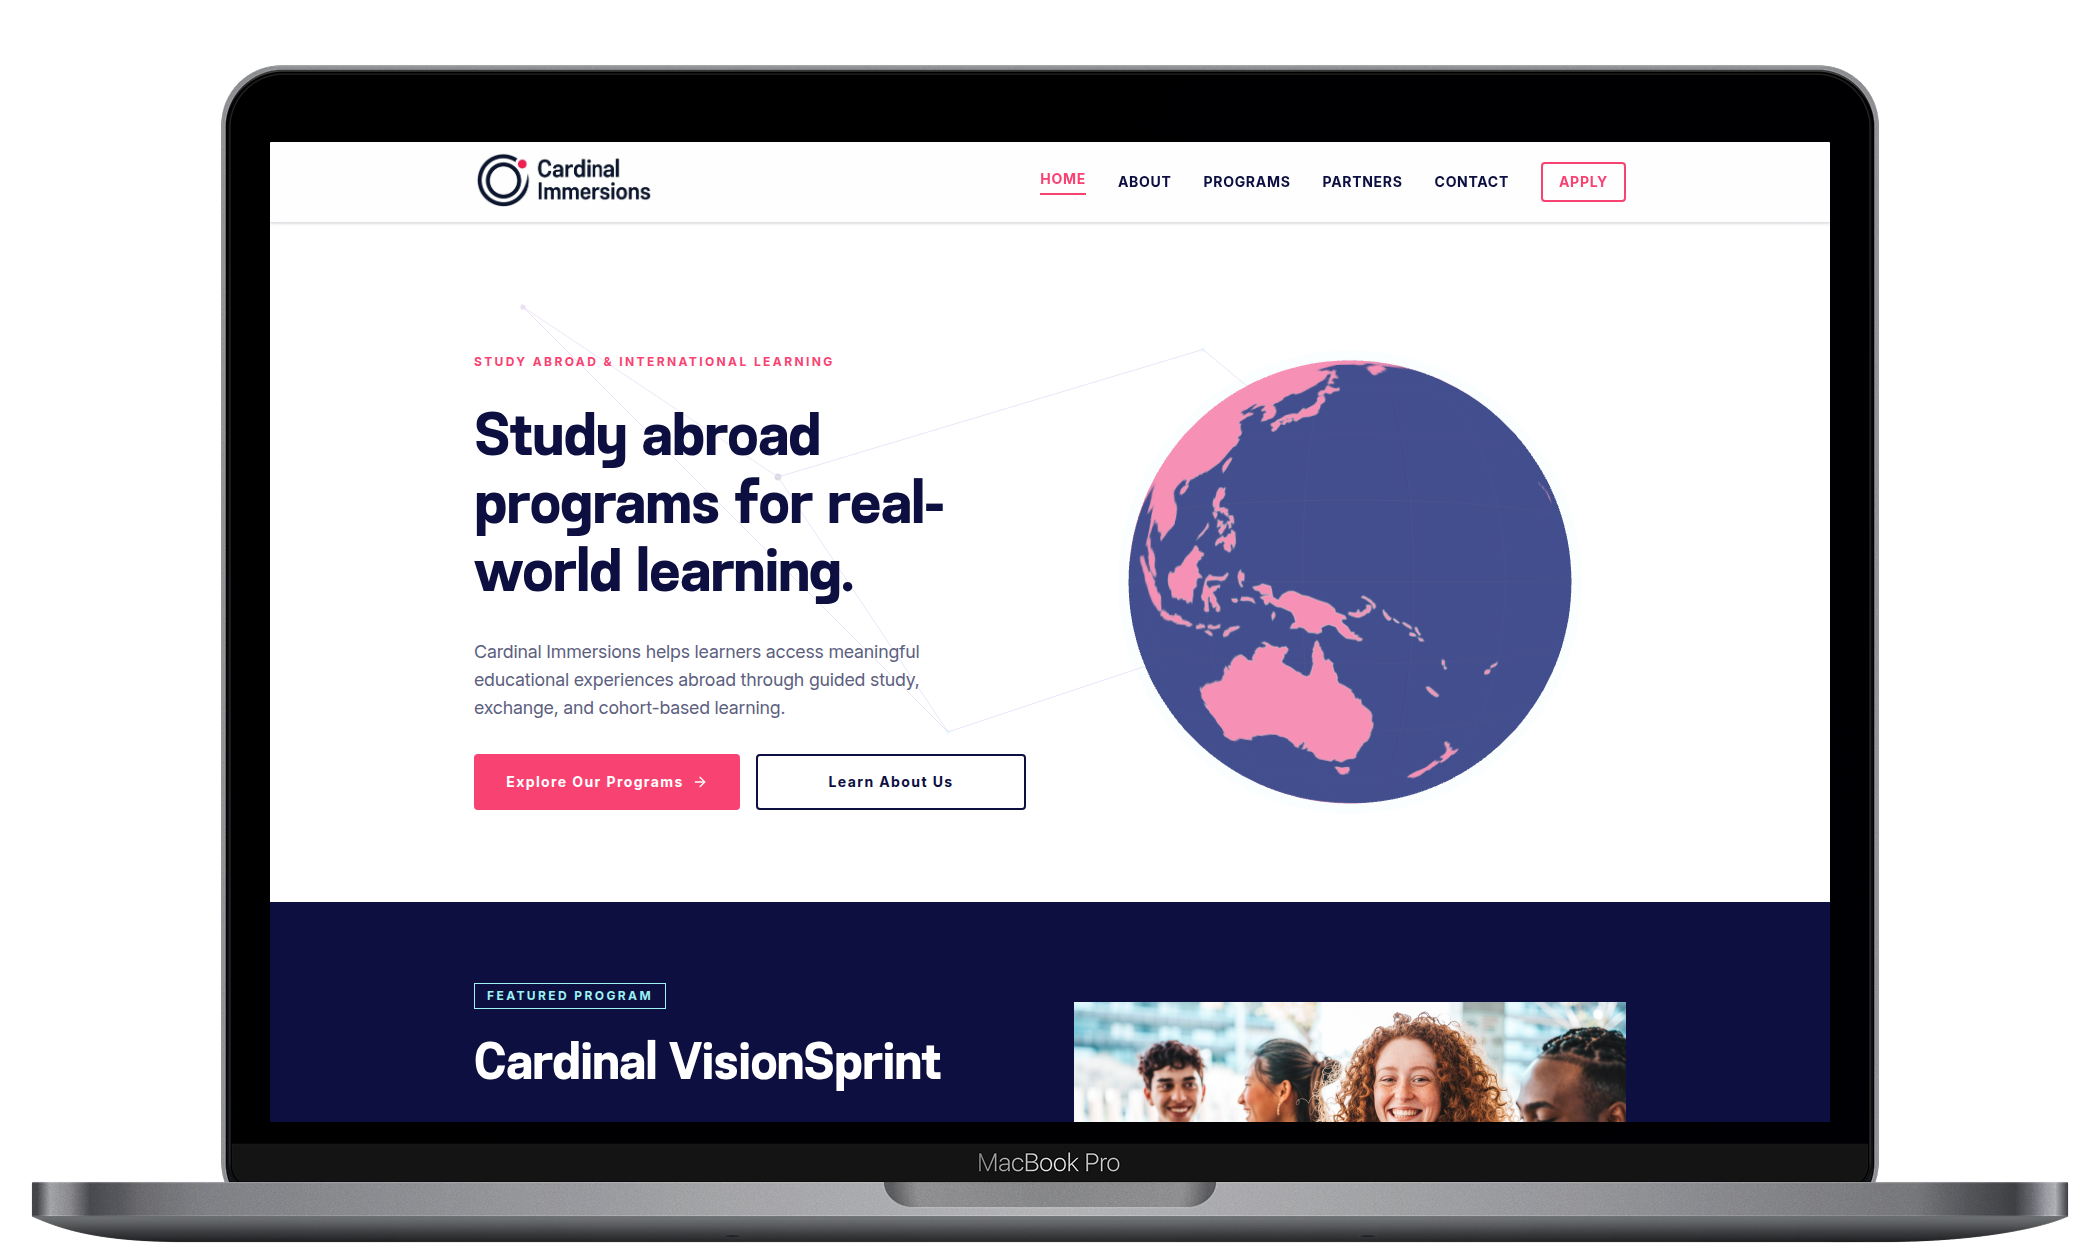 Cardinal
Immersions
HOME
ABOUT
PROGRAMS
PARTNERS
CONTACT
APPLY
STUDY ABROAD & INTERNATIONAL LEARNING
Study abroad
programs for real-
world learning.
Cardinal Immersions helps learners access meaningful
educational experiences abroad through guided study,
exchange, and cohort-based learning.
Explore Our Programs →
Learn About Us
FEATURED PROGRAM
Cardinal VisionSprint
MacBook Pro